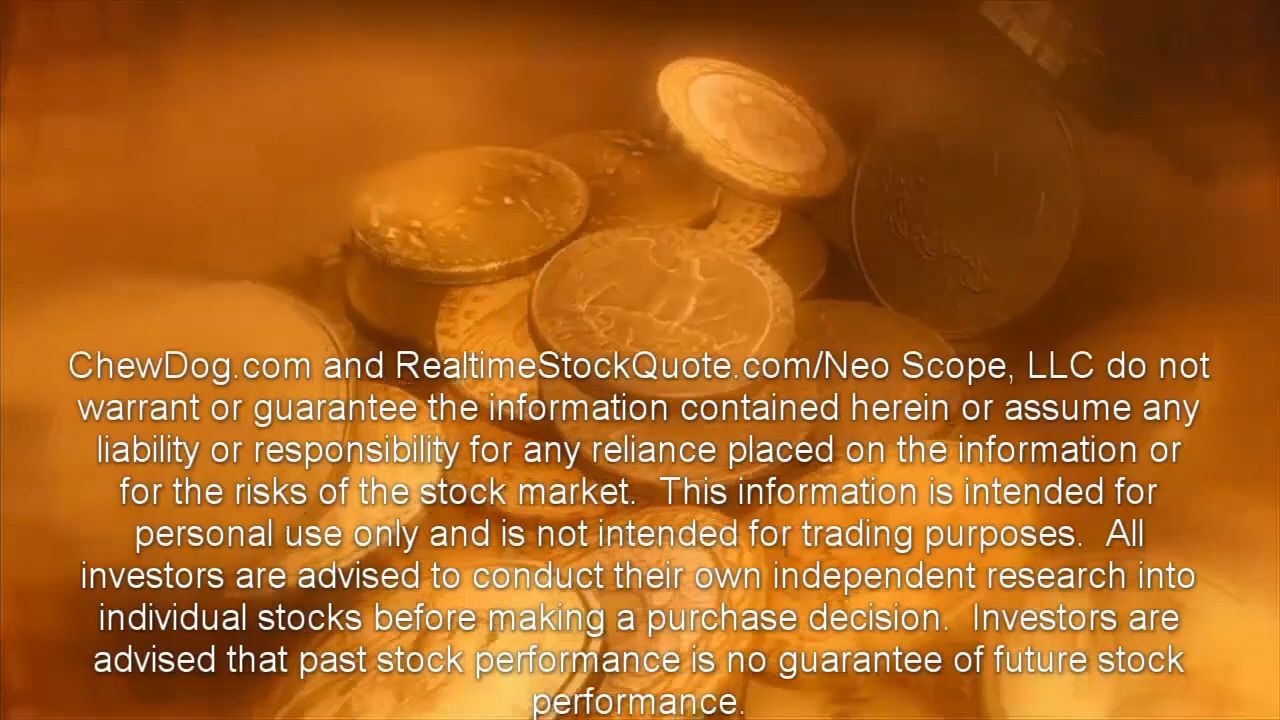 ChewDog.com and RealtimeStockQuote.com/Neo Scope, LLC do not
warrant or guarantee the information contained herein or assume any
liability or responsibility for any reliance placed on the information or
for the risks of the stock market.  This information is intended for
personal use only and is not intended for trading purposes.  All
investors are advised to conduct their own independent research into
individual stocks before making a purchase decision.  Investors are
advised that past stock performance is no guarantee of future stock
performance.